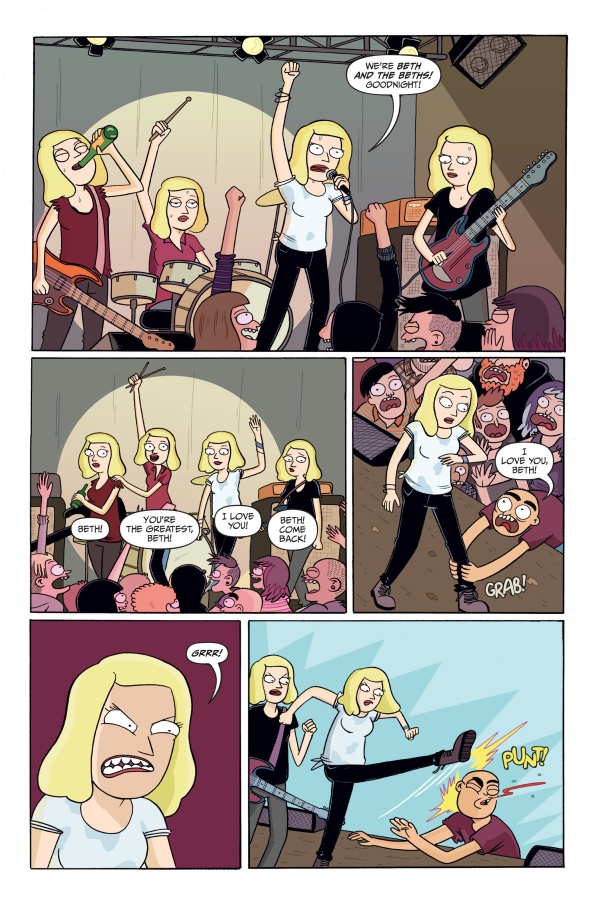 WE'RE BETH
AND THE BETHS!
GOODNIGHT!
BETH!
YOU'RE
THE GREATEST,
BETH!
I LOVE
YOU!
BETH!
COME
BACK!
I
LOVE YOU,
BETH!
GRAB!
GRRR!
PUNT!